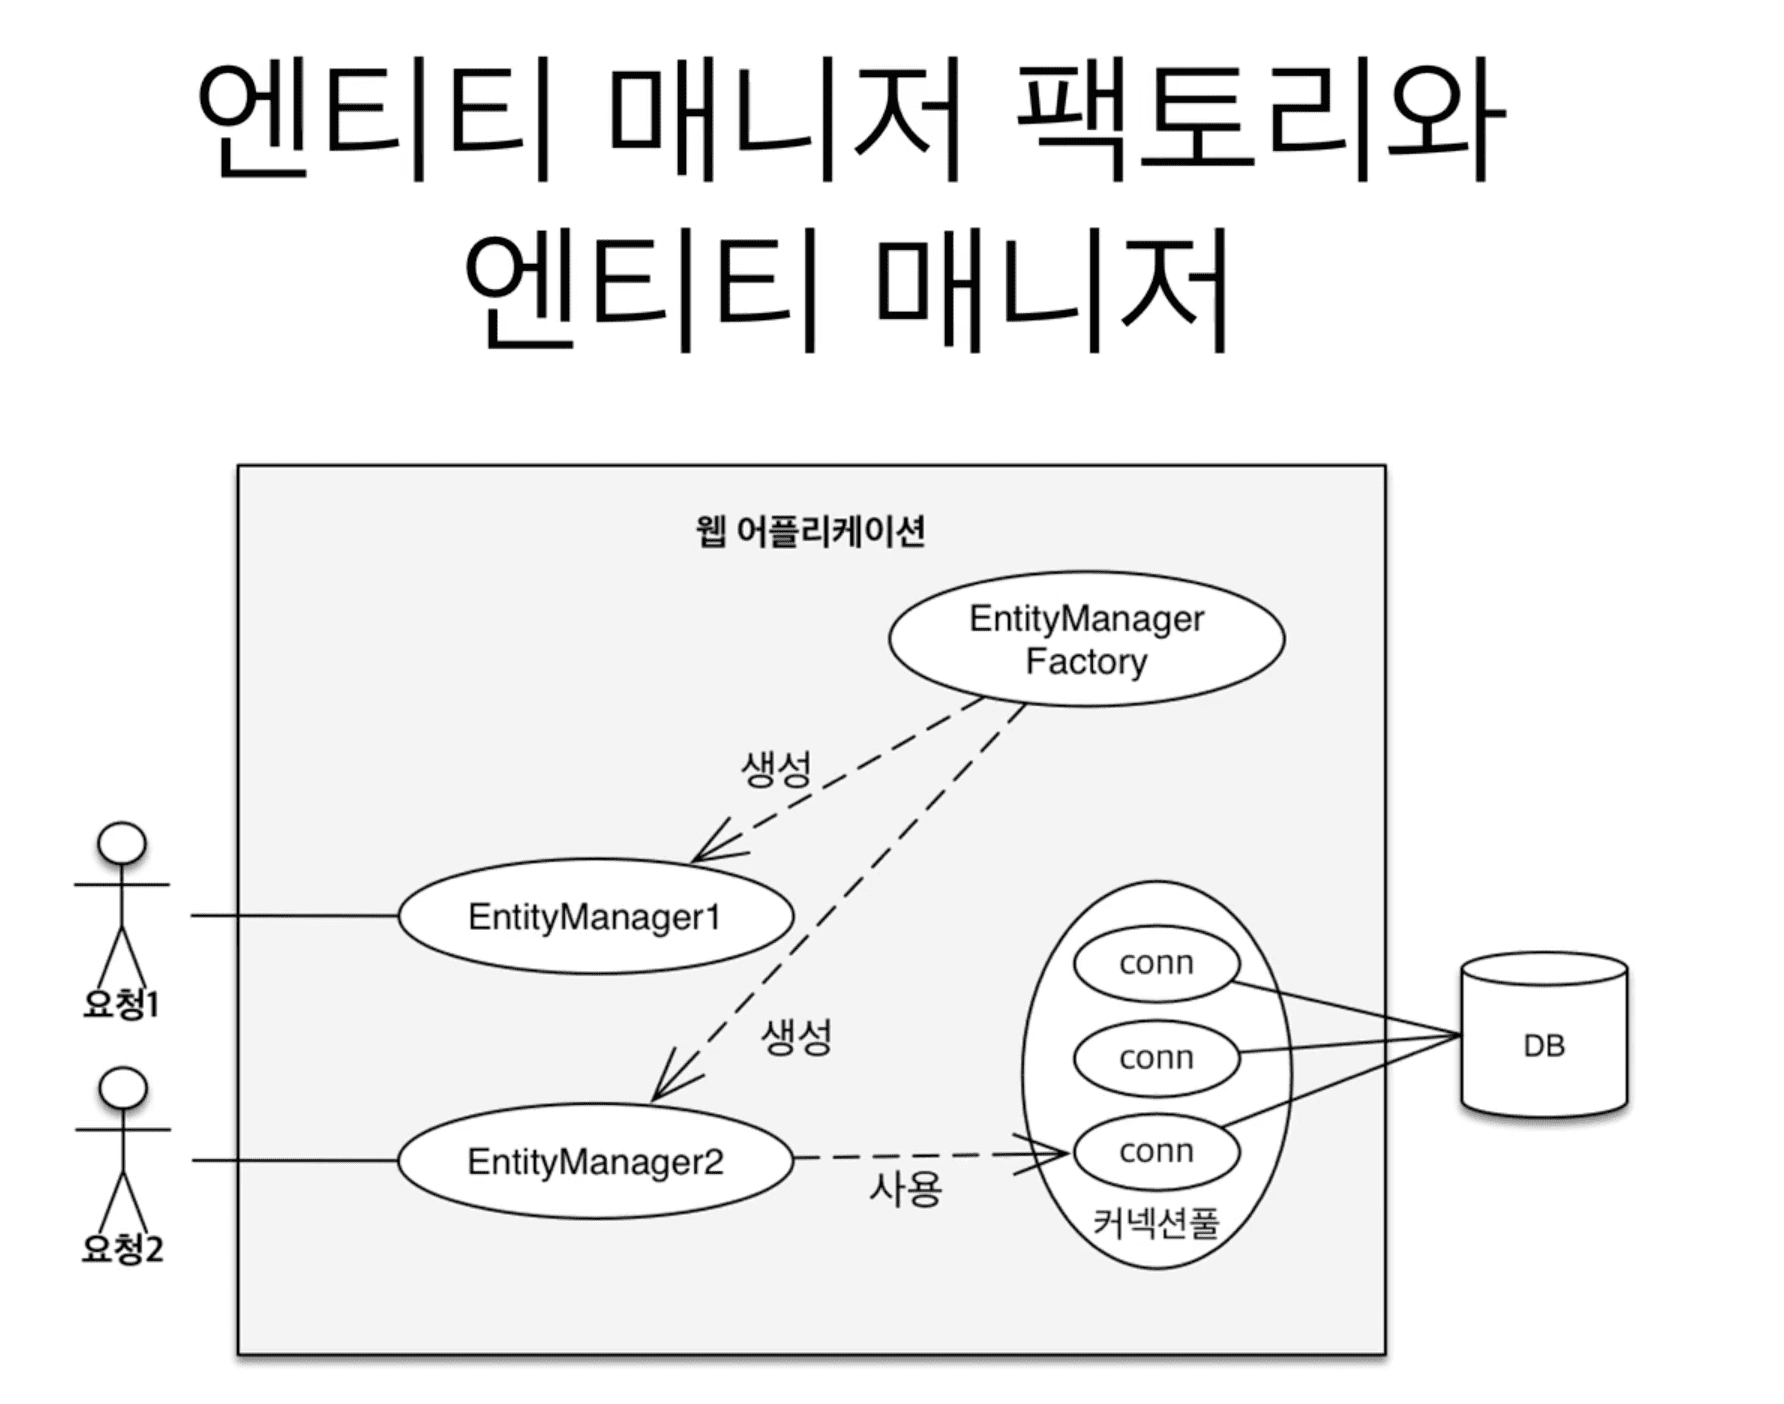 엔티티 매니저 팩토리와
엔티티 매니저
웹 어플리케이션
EntityManager
Factory
생성
EntityManager1
요청1
conn
conn
DB
생성
conn
EntityManager2
사용
커넥션풀
요청2